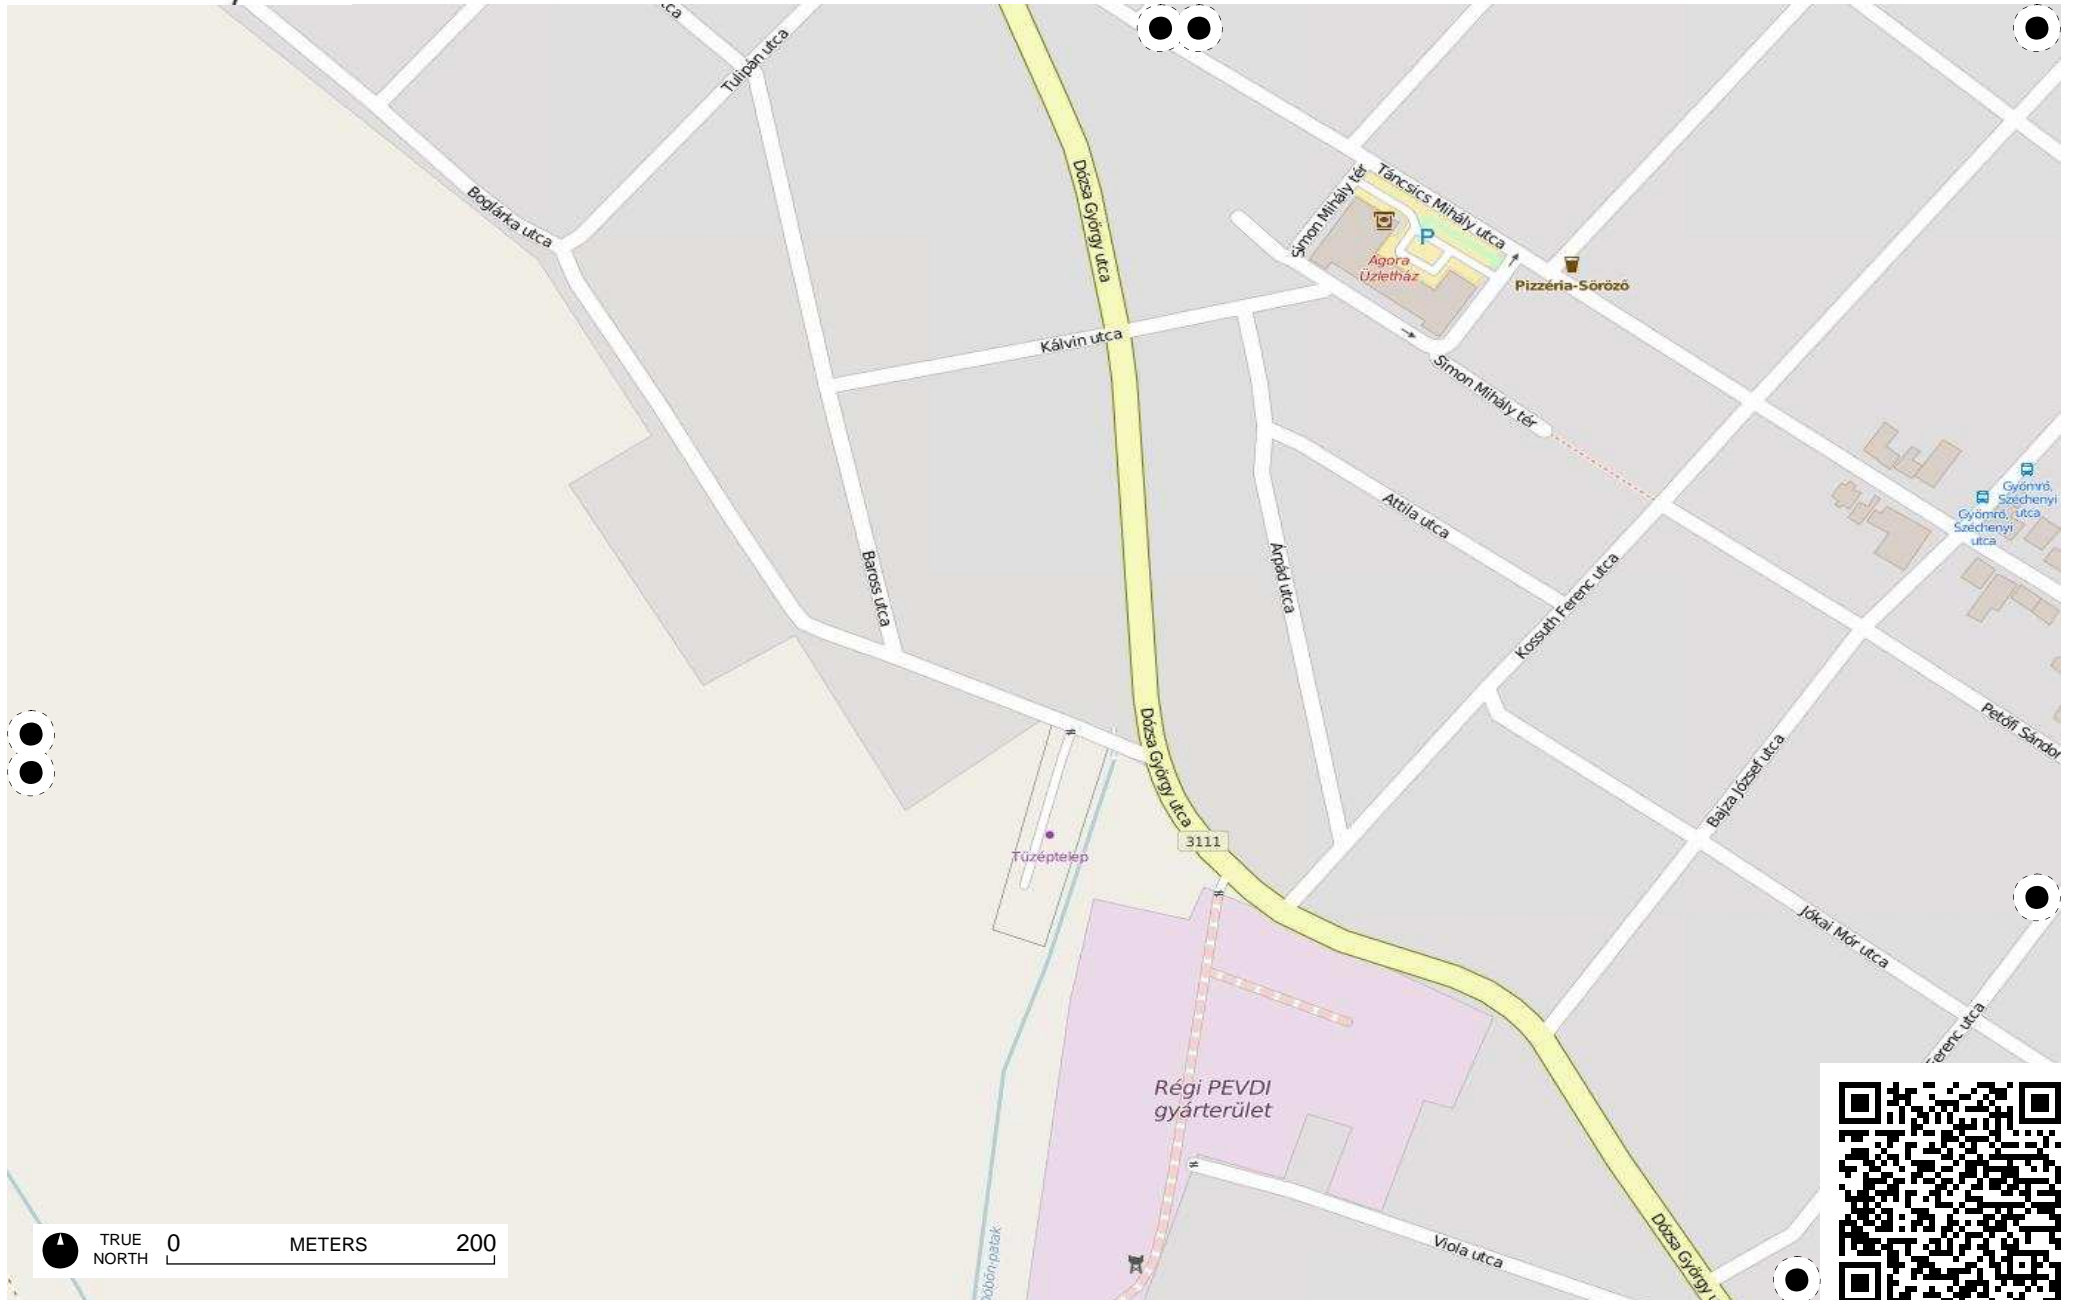 Tulipán utca
Boglárka utca
Dózsa György utca
Simon Mihály tér
Táncsics Mihály utca
P
Agora
Üzletház
Pizzéria-Söröző
Kálvin utca
Simon Mihály tér
Gyömrő,
Széchenyi
utca
Gyömrő,
Széchenyi
utca
Attila utca
Baross utca
Árpád utca
Kossuth Ferenc utca
Petőfi Sándor
Dózsa György utca
Bajza József utca
3111
Tüzéptelep
Jókai Mór utca
Ferenc utca
Régi PEVDI
gyárterület
Viola utca
Dózsa György u
TRUE
NORTH
0 METERS 200